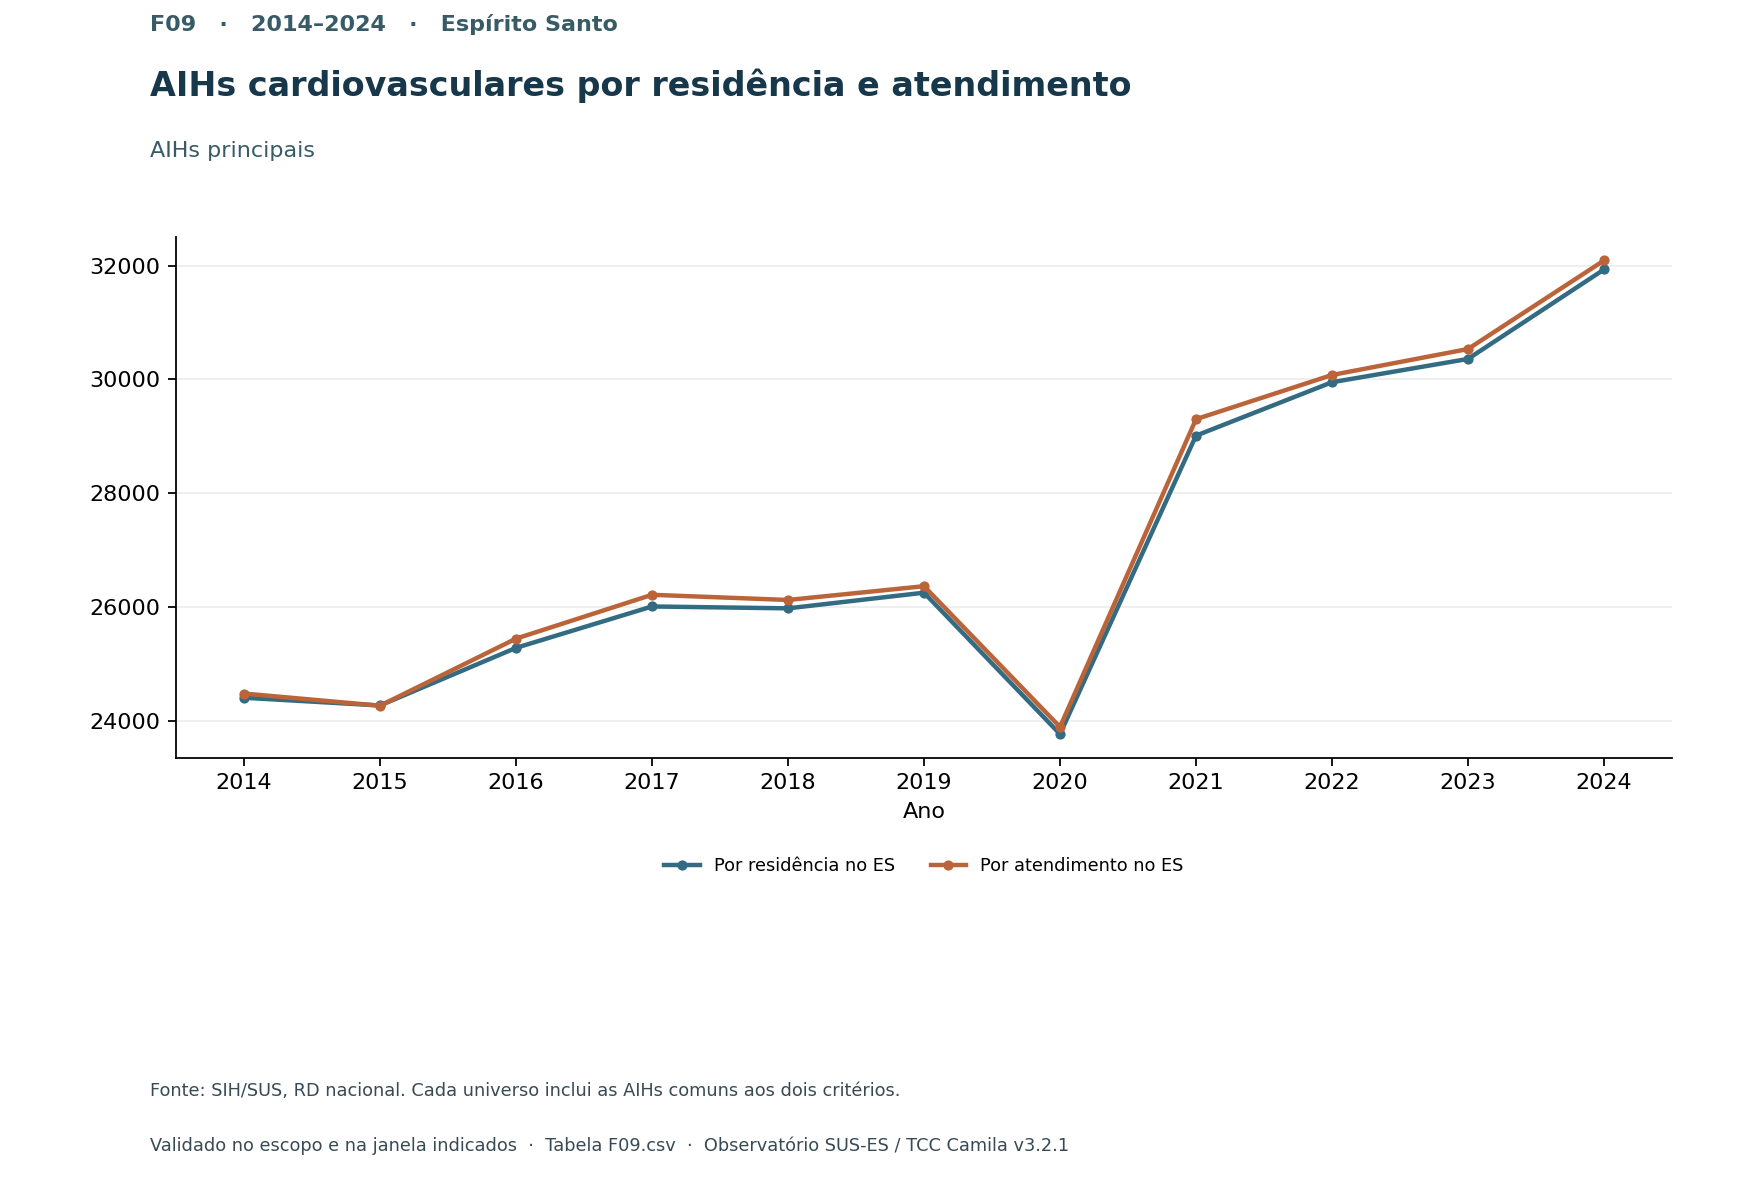 F09 · 2014–2024 · Espírito Santo
AIHs cardiovasculares por residência e atendimento
AIHs principais
32000
30000
28000
26000
24000
2014 2015 2016 2017 2018 2019 2020 2021 2022 2023 2024
Ano
Por residência no ES Por atendimento no ES
Fonte: SIH/SUS, RD nacional. Cada universo inclui as AIHs comuns aos dois critérios.
Validado no escopo e na janela indicados · Tabela F09.csv · Observatório SUS-ES / TCC Camila v3.2.1